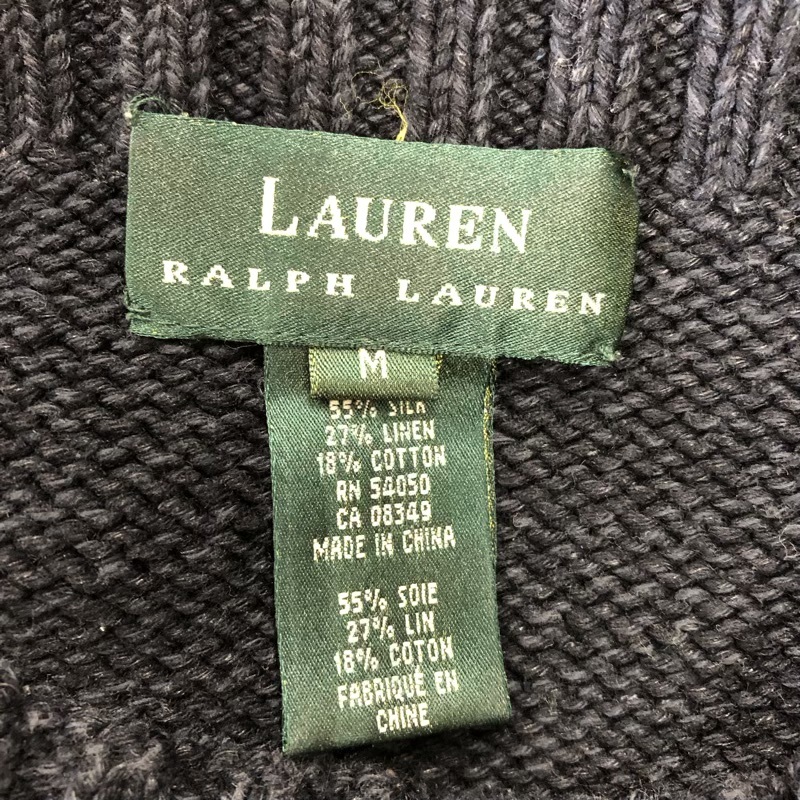 LAUREN
RALPH LAUREN
M
55% SILK
27% LINEN
18% COTTON
RN 54050
CA 08349
MADE IN CHINA
55% SOIE
27% LIN
18% COTON
FABRIQUÉ EN
CHINE